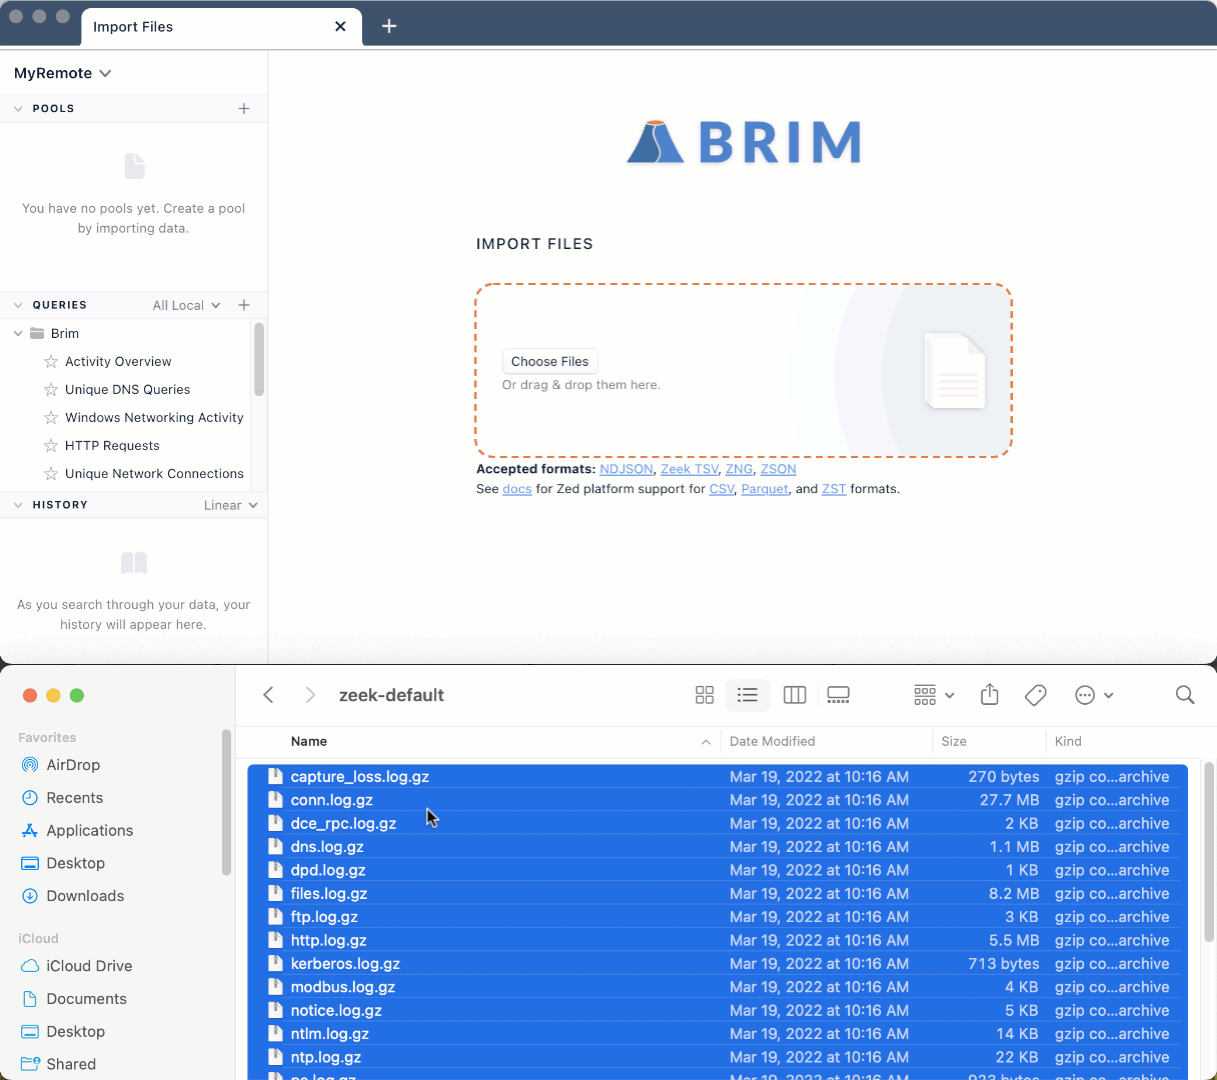 Import Files
MyRemote
POOLS
You have no pools yet. Create a pool
by importing data.
QUERIES All Local
Brim
Activity Overview
Unique DNS Queries
Windows Networking Activity
HTTP Requests
Unique Network Connections
HISTORY Linear
As you search through your data, your
history will appear here.
BRIM
IMPORT FILES
Choose Files
Or drag & drop them here.
Accepted formats: NDJSON, Zeek TSV, ZNG, ZSON
See docs for Zed platform support for CSV, Parquet, and ZST formats.
Favorites
AirDrop
Recents
Applications
Desktop
Downloads
iCloud
iCloud Drive
Documents
Desktop
Shared
zeek-default
Name Date Modified Size Kind
capture_loss.log.gz Mar 19, 2022 at 10:16 AM 270 bytes gzip co...archive
conn.log.gz Mar 19, 2022 at 10:16 AM 27.7 MB gzip co...archive
dce_rpc.log.gz Mar 19, 2022 at 10:16 AM 2 KB gzip co...archive
dns.log.gz Mar 19, 2022 at 10:16 AM 1.1 MB gzip co...archive
dpd.log.gz Mar 19, 2022 at 10:16 AM 1 KB gzip co...archive
files.log.gz Mar 19, 2022 at 10:16 AM 8.2 MB gzip co...archive
ftp.log.gz Mar 19, 2022 at 10:16 AM 3 KB gzip co...archive
http.log.gz Mar 19, 2022 at 10:16 AM 5.5 MB gzip co...archive
kerberos.log.gz Mar 19, 2022 at 10:16 AM 713 bytes gzip co...archive
modbus.log.gz Mar 19, 2022 at 10:16 AM 4 KB gzip co...archive
notice.log.gz Mar 19, 2022 at 10:16 AM 5 KB gzip co...archive
ntlm.log.gz Mar 19, 2022 at 10:16 AM 14 KB gzip co...archive
ntp.log.gz Mar 19, 2022 at 10:16 AM 22 KB gzip co...archive